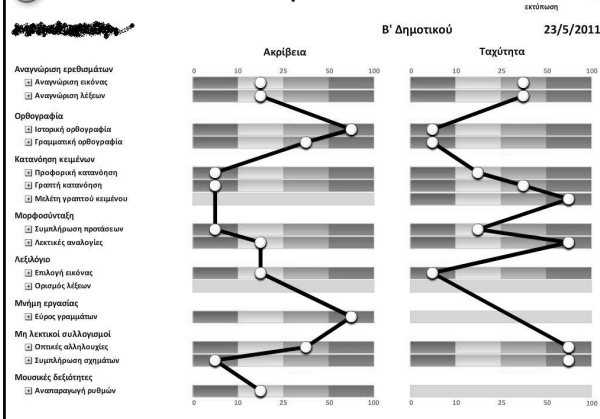 εκτύπωση
Β' Δημοτικού 23/5/2011
Ακρίβεια Ταχύτητα
Αναγνώριση ερεθισμάτων 0 10 25 50 100 0 10 25 50 100
Αναγνώριση εικόνας
Αναγνώριση λέξεων
Ορθογραφία
Ιστορική ορθογραφία
Γραμματική ορθογραφία
Κατανόηση κειμένων
Προφορική κατανόηση
Γραπτή κατανόηση
Μελέτη γραπτού κειμένου
Μορφοσύνταξη
Συμπλήρωση προτάσεων
Λεκτικές αναλογίες
Λεξιλόγιο
Επιλογή εικόνας
Ορισμός λέξεων
Μνήμη εργασίας
Εύρος γραμμάτων
Μη λεκτικοί συλλογισμοί
Οπτικές αλληλουχίες
Συμπλήρωση σχημάτων
Μουσικές δεξιότητες
Αναπαραγωγή ρυθμών
0 10 25 50 100 0 10 25 50 100